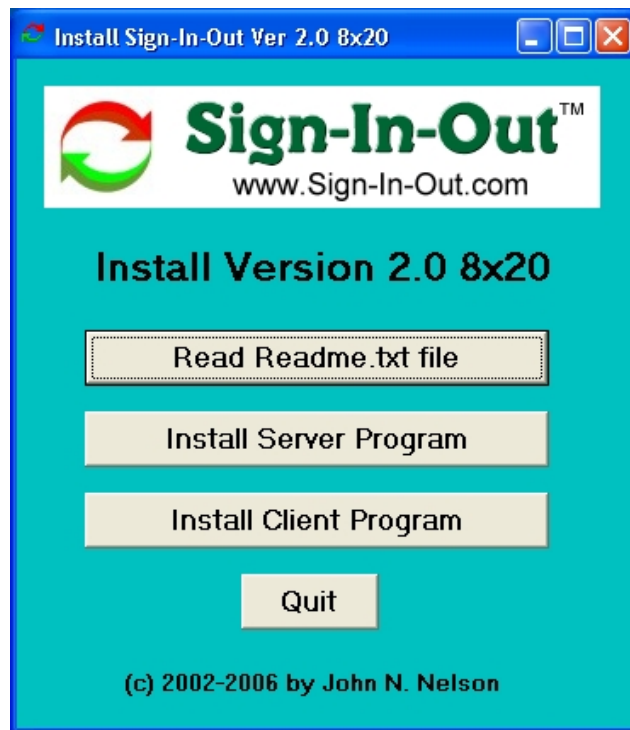 Install Sign-In-Out Ver 2.0 8x20
Sign-In-Out™
www.Sign-In-Out.com
Install Version 2.0 8x20
Read Readme.txt file
Install Server Program
Install Client Program
Quit
(c) 2002-2006 by John N. Nelson